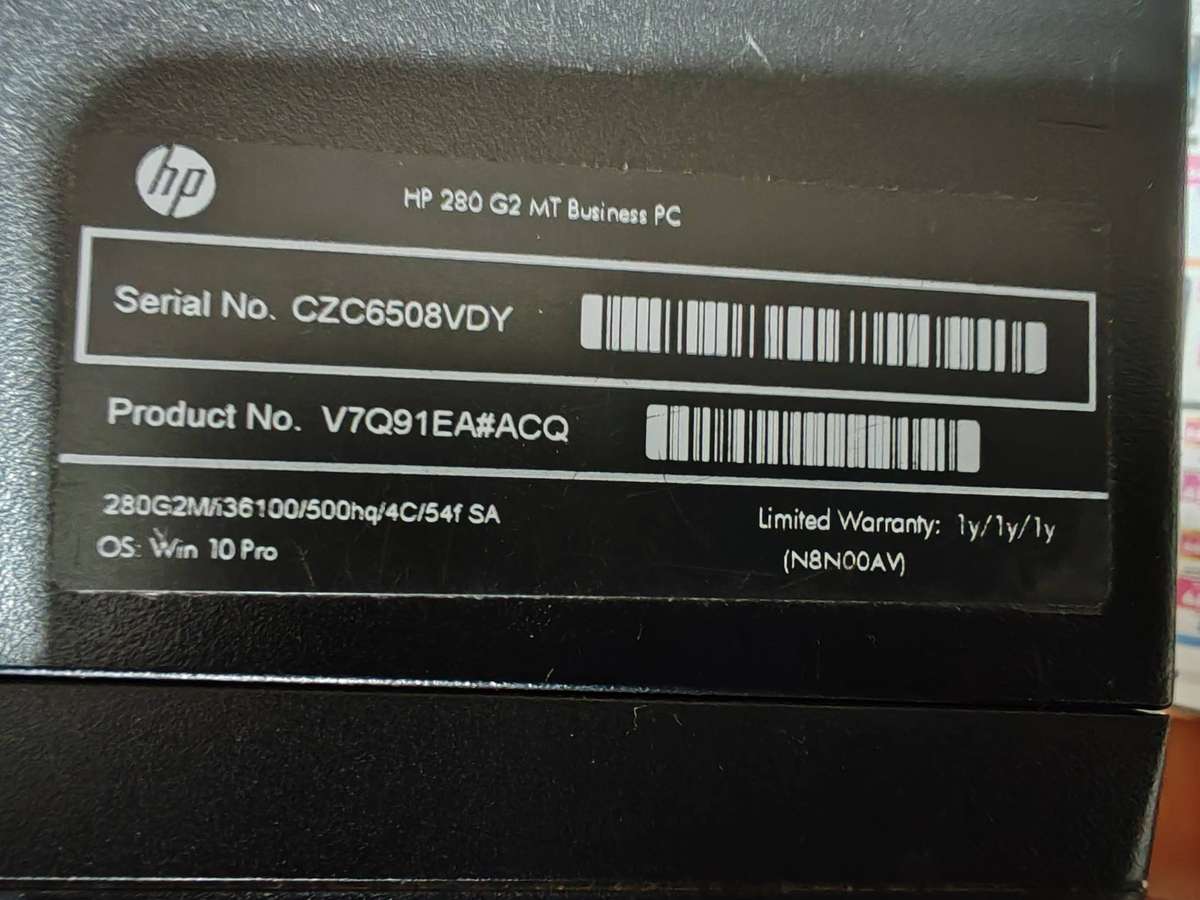 hp
HP 280 G2 MT Business PC
Serial No. CZC6508VDY
Product No. V7Q91EA#ACQ
280G2M/i36100/500hq/4C/54f SA
OS: Win 10 Pro
Limited Warranty: 1y/1y/1y
(N8N00AV)